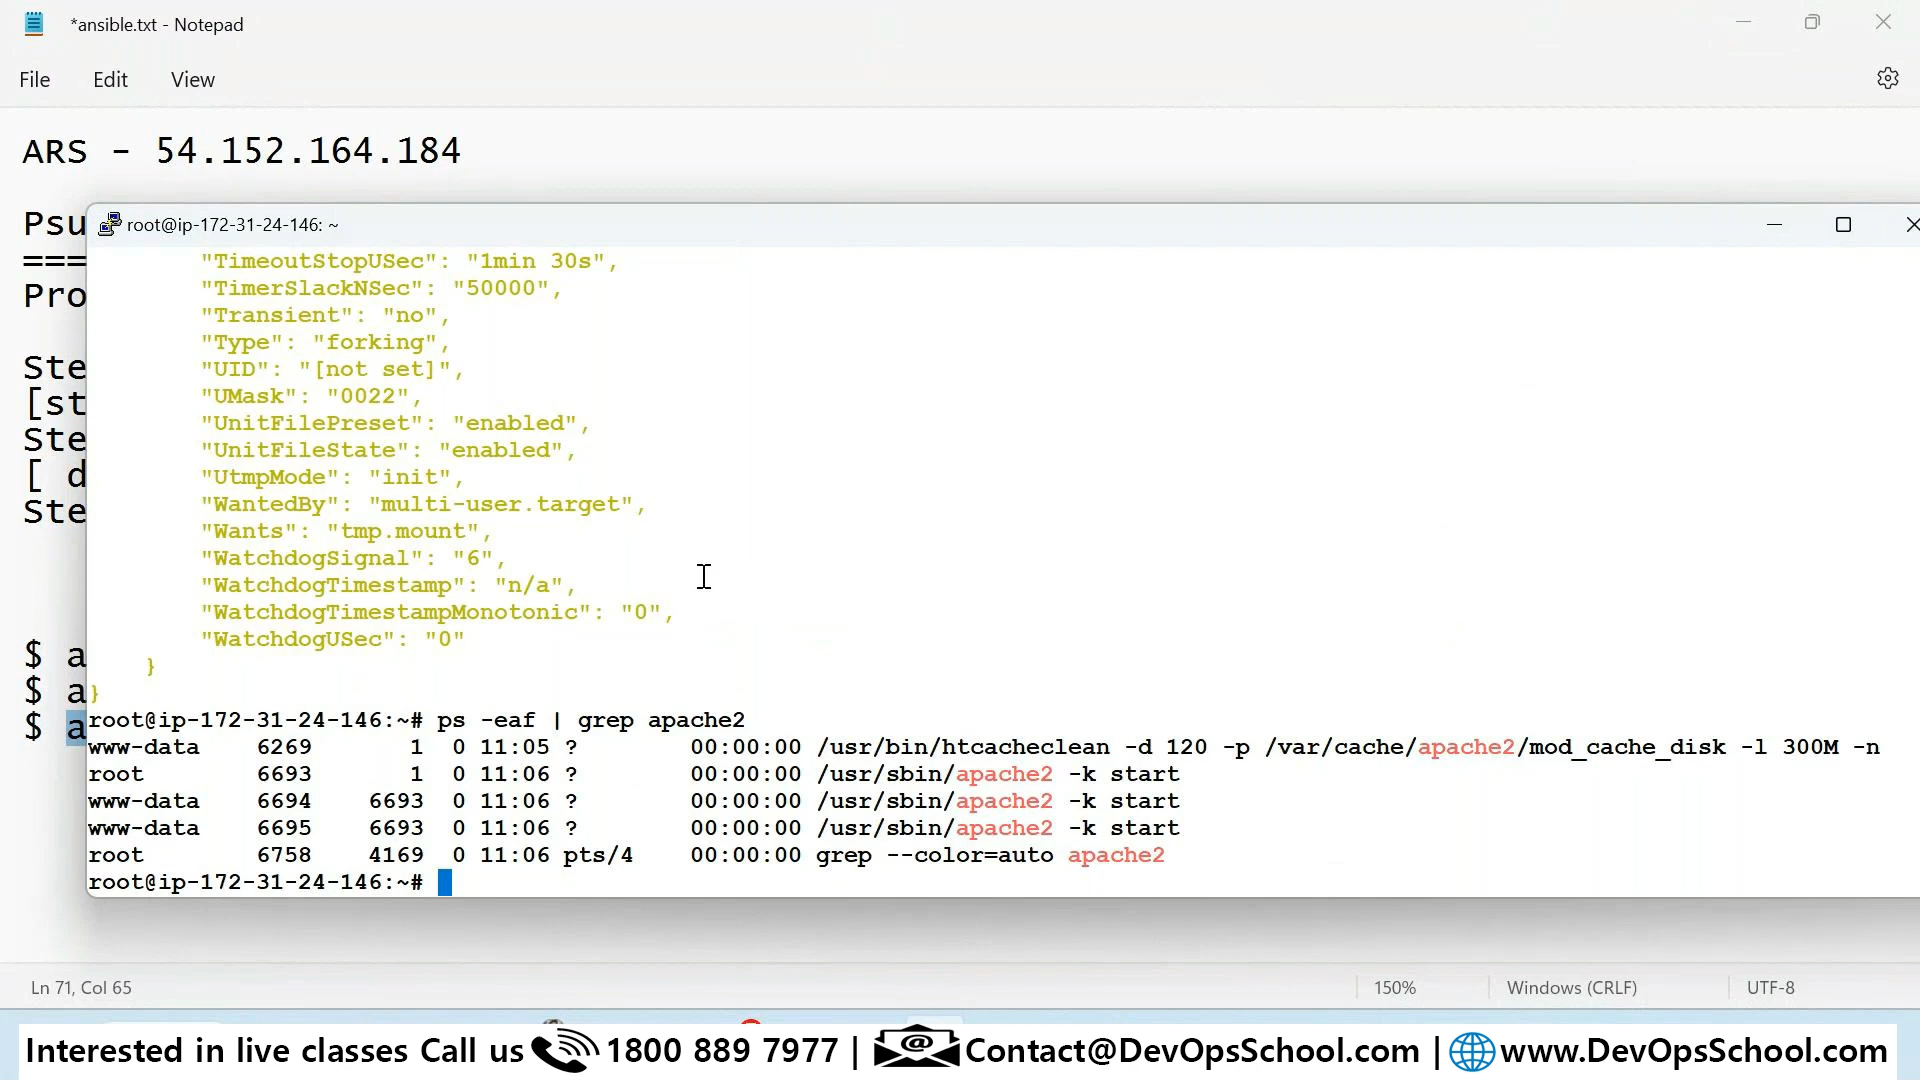 *ansible.txt - Notepad
File Edit View
ARS - 54.152.164.184
Psu
====
Pro
Ste
[st
Ste
[ d
Ste
$ a
$ a
$ a
root@ip-172-31-24-146: ~
"TimeoutStopUSec": "1min 30s",
"TimerSlackNSec": "50000",
"Transient": "no",
"Type": "forking",
"UID": "[not set]",
"UMask": "0022",
"UnitFilePreset": "enabled",
"UnitFileState": "enabled",
"UtmpMode": "init",
"WantedBy": "multi-user.target",
"Wants": "tmp.mount",
"WatchdogSignal": "6",
"WatchdogTimestamp": "n/a",
"WatchdogTimestampMonotonic": "0",
"WatchdogUSec": "0"
}
}
root@ip-172-31-24-146:~# ps -eaf | grep apache2
www-data 6269 1 0 11:05 ? 00:00:00 /usr/bin/htcacheclean -d 120 -p /var/cache/apache2/mod_cache_disk -l 300M -n
root 6693 1 0 11:06 ? 00:00:00 /usr/sbin/apache2 -k start
www-data 6694 6693 0 11:06 ? 00:00:00 /usr/sbin/apache2 -k start
www-data 6695 6693 0 11:06 ? 00:00:00 /usr/sbin/apache2 -k start
root 6758 4169 0 11:06 pts/4 00:00:00 grep --color=auto apache2
root@ip-172-31-24-146:~#
Ln 71, Col 65 150% Windows (CRLF) UTF-8
Interested in live classes Call us 1800 889 7977 | Contact@DevOpsSchool.com | www.DevOpsSchool.com